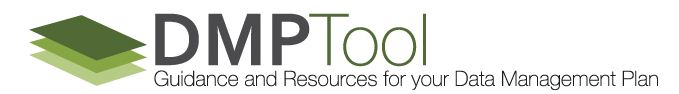 DMPTool
Guidance and Resources for your Data Management Plan